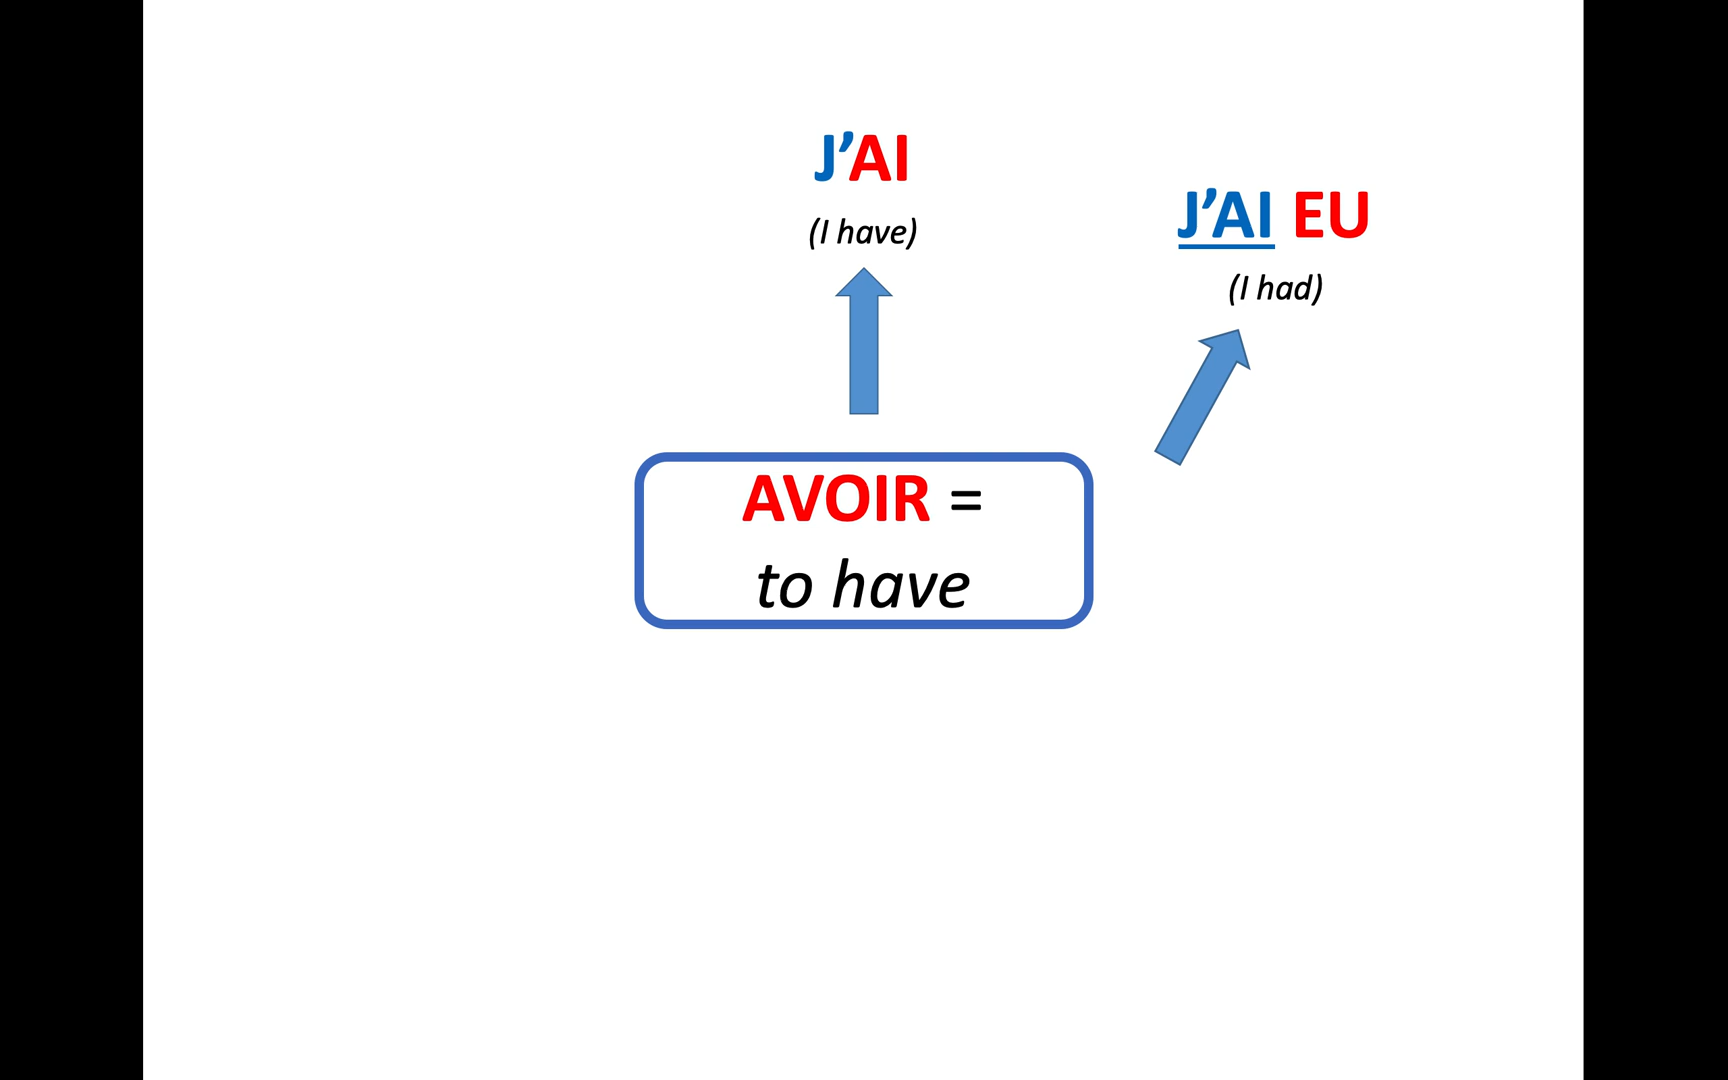 J’AI
(I have)
J’AI EU
(I had)
AVOIR =
to have